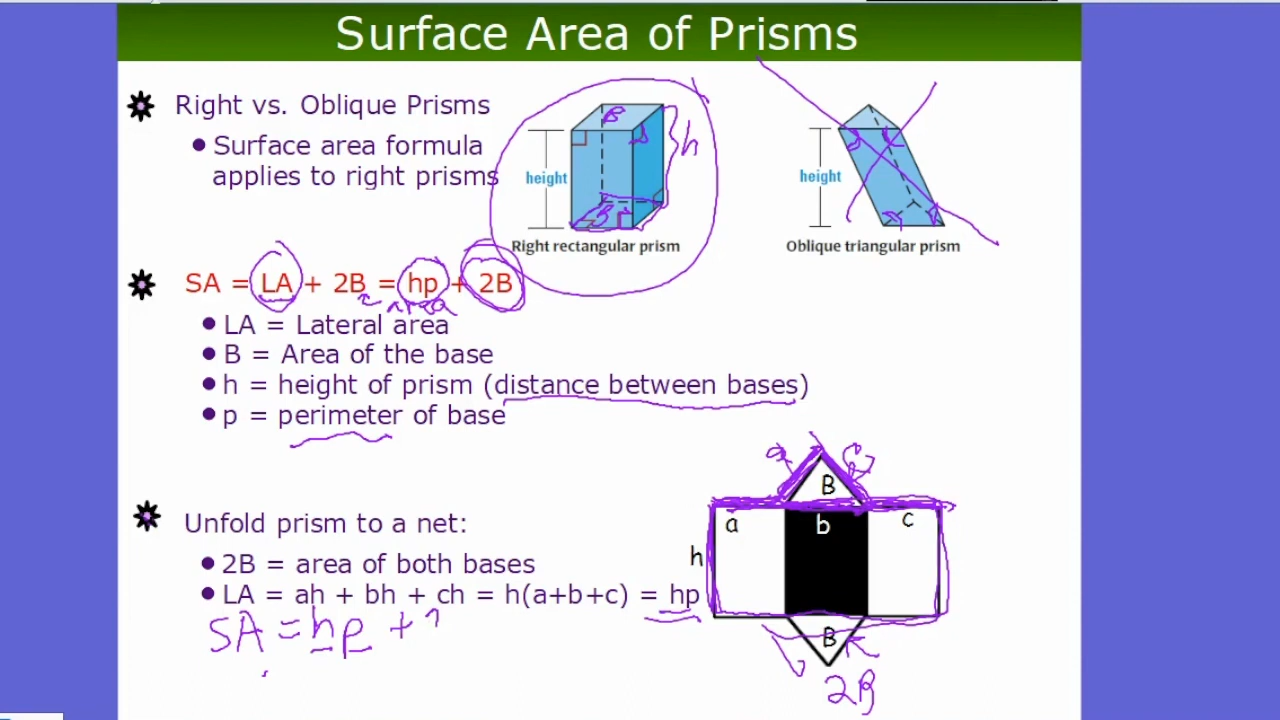 Surface Area of Prisms
Right vs. Oblique Prisms
Surface area formula
applies to right prisms
B
h
height
B
Right rectangular prism
height
Oblique triangular prism
SA = LA + 2B = hp + 2B
area
LA = Lateral area
B = Area of the base
h = height of prism (distance between bases)
p = perimeter of base
Unfold prism to a net:
2B = area of both bases
LA = ah + bh + ch = h(a+b+c) = hp
SA = hp +
a
c
B
a
b
c
h
B
2B